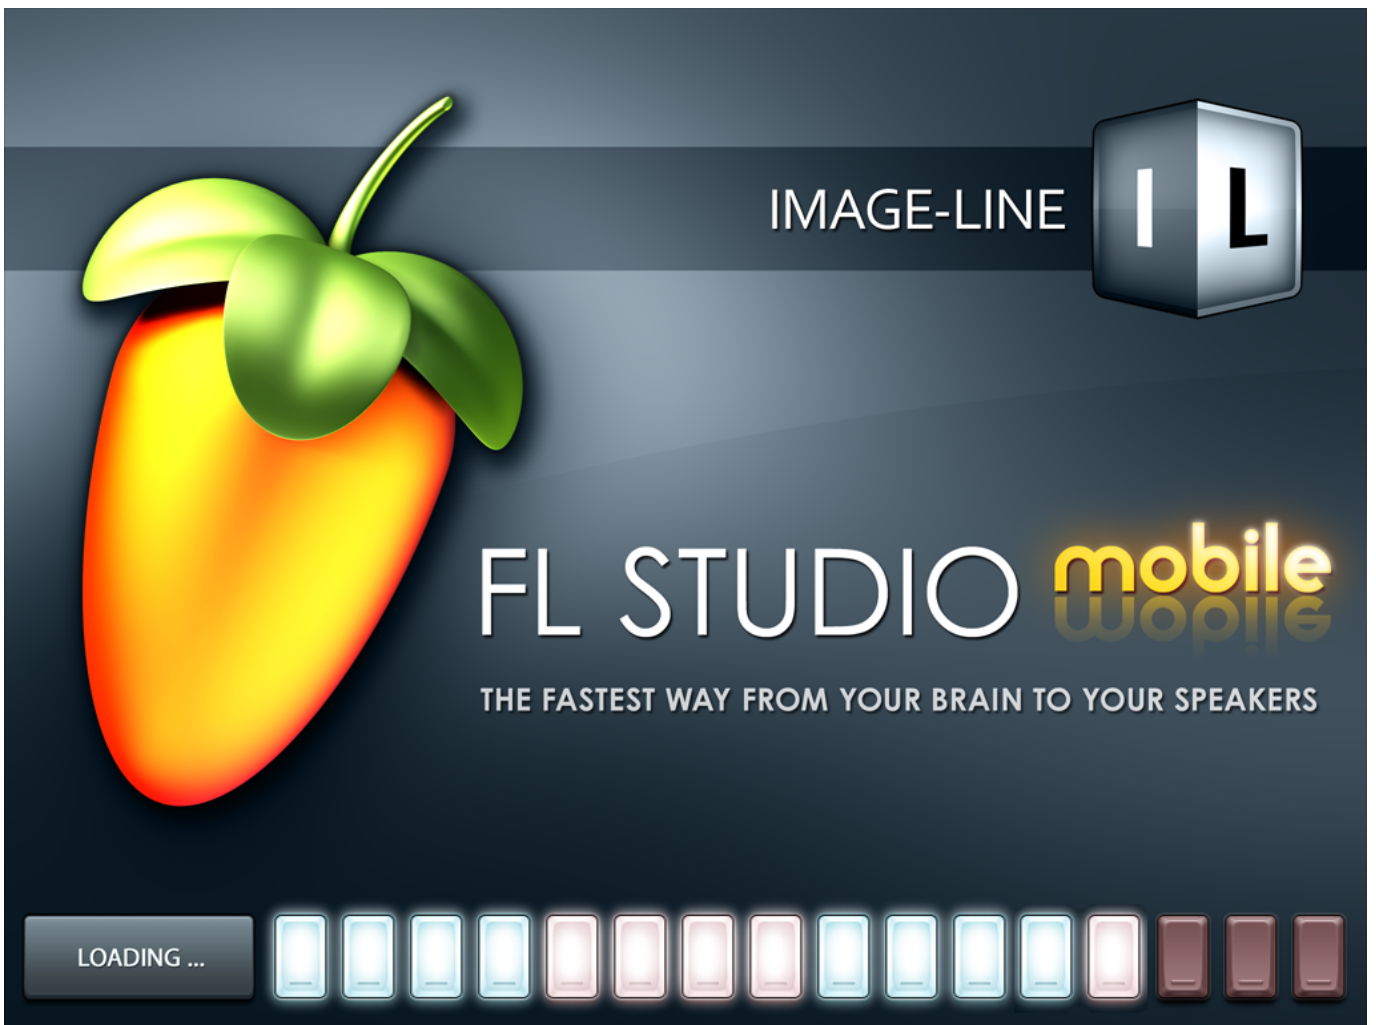 IMAGE-LINE
I L
FL STUDIO mobile
THE FASTEST WAY FROM YOUR BRAIN TO YOUR SPEAKERS
LOADING ...